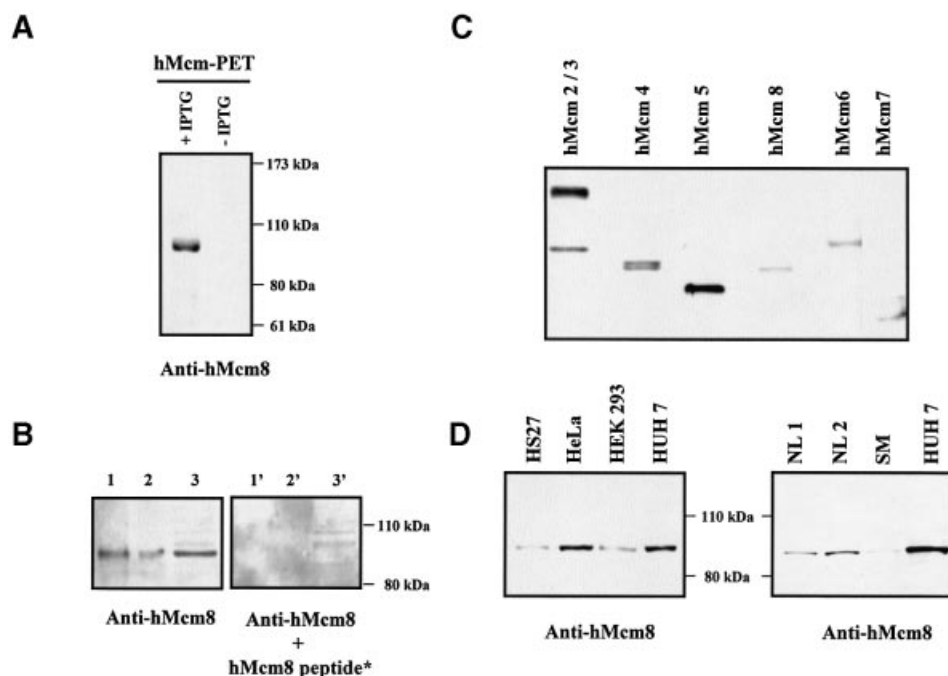 A
hMcm-PET
+ IPTG
- IPTG
173 kDa
110 kDa
80 kDa
61 kDa
Anti-hMcm8
B
1 2 3 1' 2' 3'
110 kDa
80 kDa
Anti-hMcm8
Anti-hMcm8
+
hMcm8 peptide*
C
hMcm 2 / 3
hMcm 4
hMcm 5
hMcm 8
hMcm6
hMcm7
D
HS27
HeLa
HEK 293
HUH 7
110 kDa
80 kDa
Anti-hMcm8
NL 1
NL 2
SM
HUH 7
Anti-hMcm8